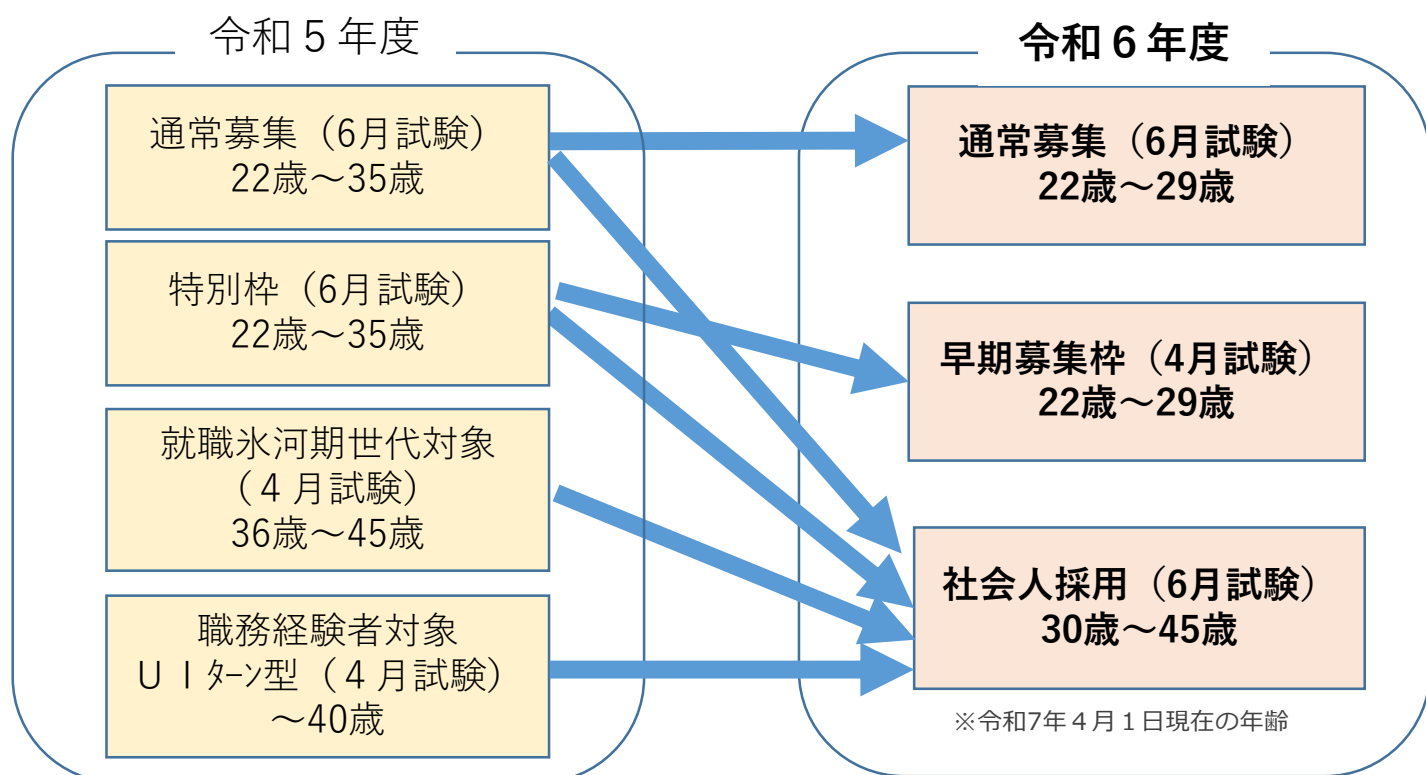 令和５年度
通常募集（6月試験）
22歳～35歳
特別枠（6月試験）
22歳～35歳
就職氷河期世代対象
（４月試験）
36歳～45歳
職務経験者対象
ＵＩﾀｰﾝ型（４月試験）
～40歳
令和６年度
通常募集（6月試験）
22歳～29歳
早期募集枠（4月試験）
22歳～29歳
社会人採用（6月試験）
30歳～45歳
※令和7年４月１日現在の年齢